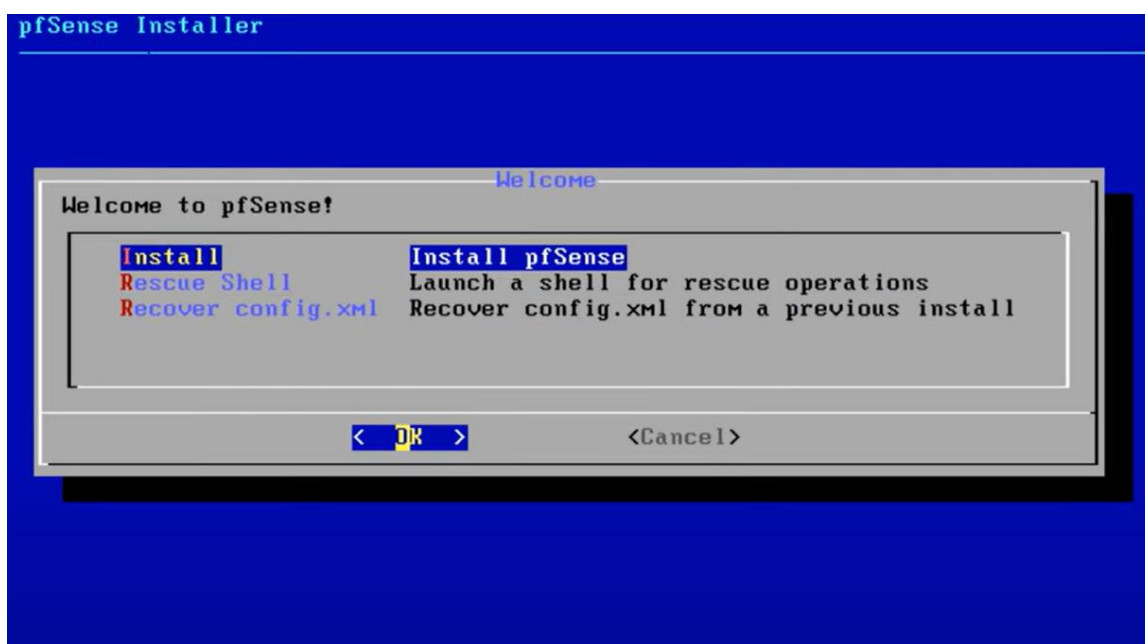 pfSense Installer
Welcome
Welcome to pfSense!
Install Install pfSense
Rescue Shell Launch a shell for rescue operations
Recover config.xml Recover config.xml from a previous install
< OK > <Cancel>